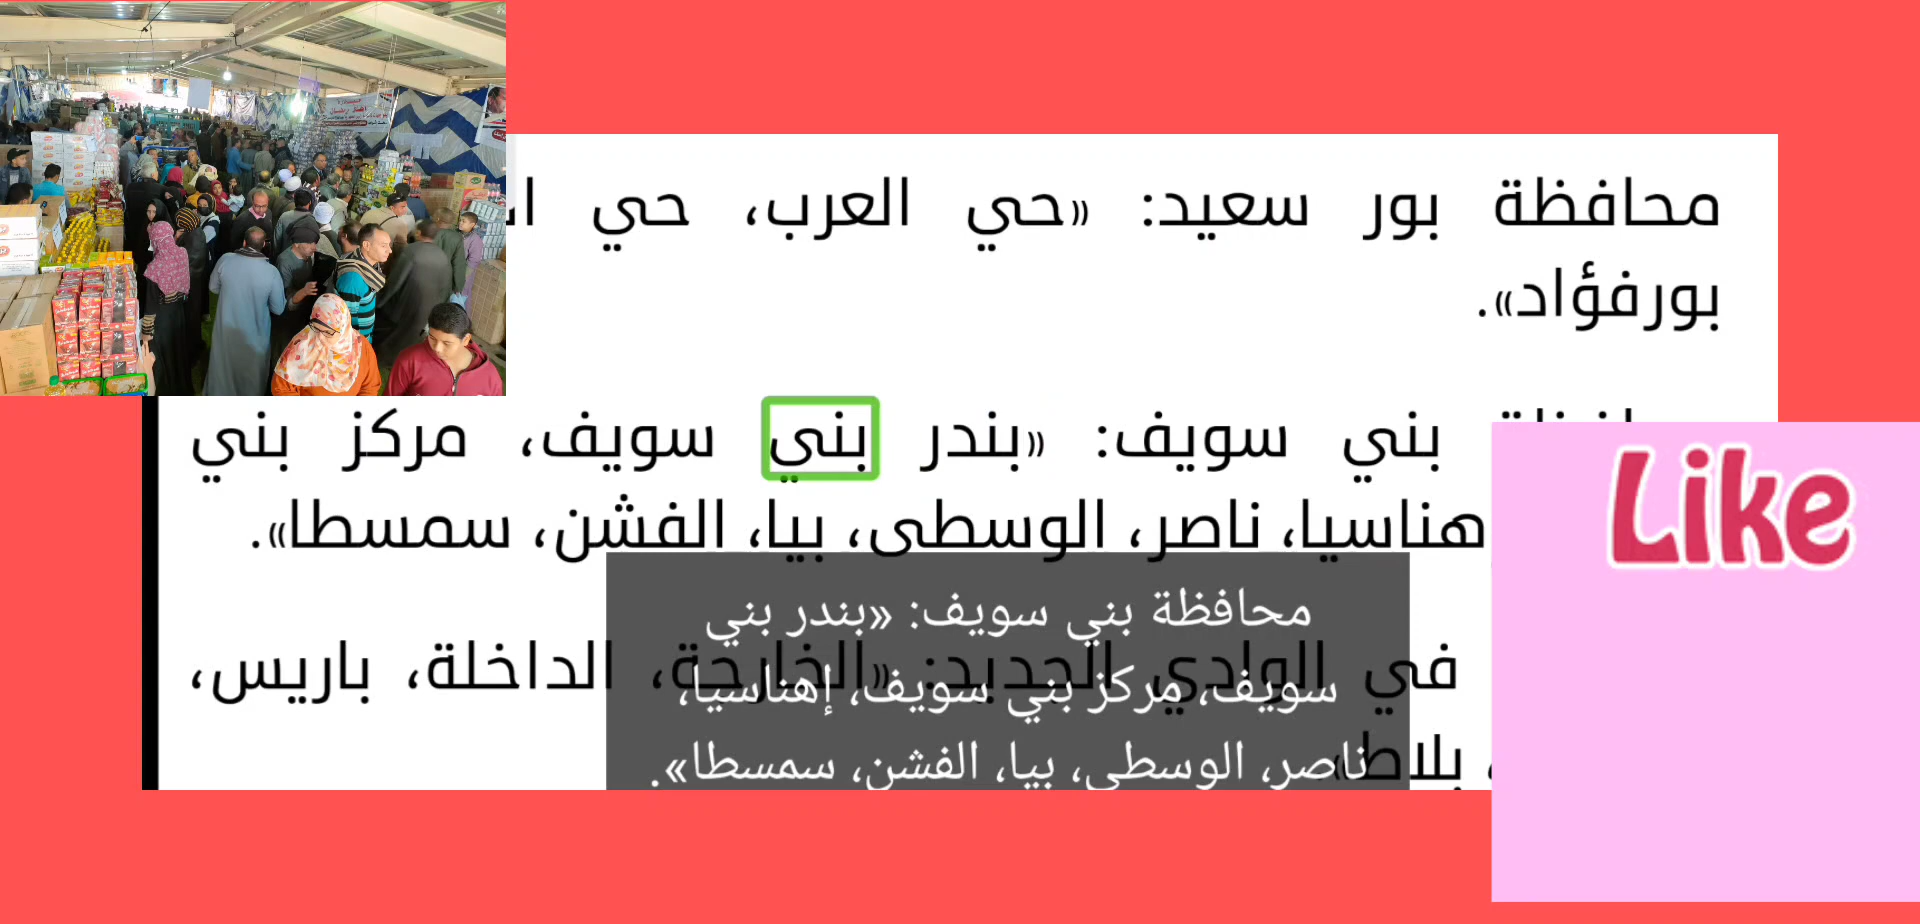 محافظة بور سعيد: «حي العرب، حي
بورفؤاد».
بني سويف: «بندر بني سويف، مركز بني
هناسيا، ناصر، الوسطى، بيا، الفشن، سمسطا».
في الوادي الجديد: «الخارجة، الداخلة، باريس،
بلاط»
محافظة بني سويف: «بندر بني
سويف، مركز بني سويف، إهناسيا،
ناصر، الوسطى، بيا، الفشن، سمسطا».
Like